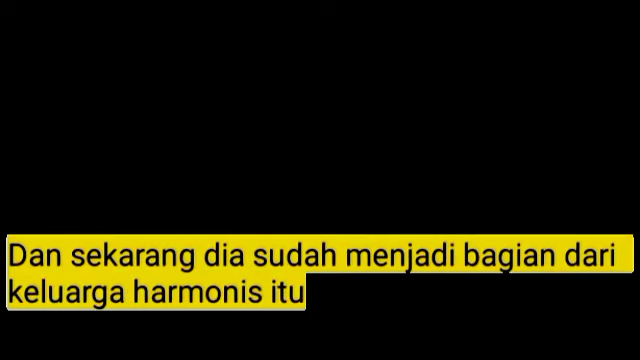 Dan sekarang dia sudah menjadi bagian dari
keluarga harmonis itu